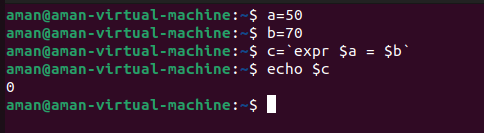 aman@aman-virtual-machine:~$ a=50
aman@aman-virtual-machine:~$ b=70
aman@aman-virtual-machine:~$ c=`expr $a = $b`
aman@aman-virtual-machine:~$ echo $c
0
aman@aman-virtual-machine:~$